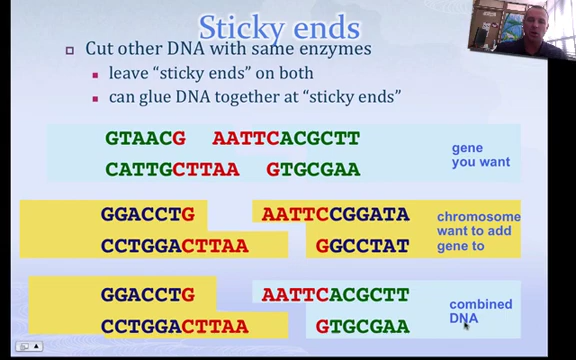 Sticky ends
Cut other DNA with same enzymes
leave “sticky ends” on both
can glue DNA together at “sticky ends”
GTAACG AATTCACGCTT
CATTGCTTAA GTGCGAA
gene
you want
GGACCTG AATTCCGGATA
CCTGGACTTAA GGCCTAT
chromosome
want to add
gene to
GGACCTG AATTCACGCTT
CCTGGACTTAA GTGCGAA
combined
DNA